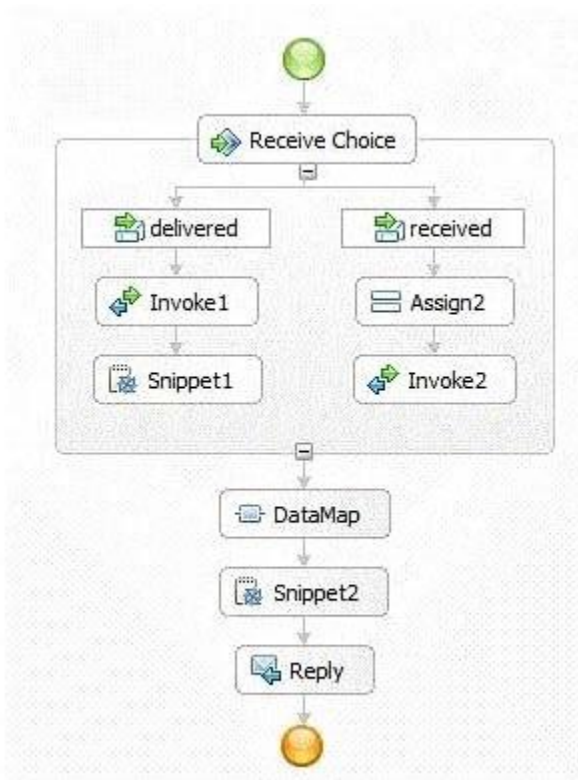 Receive Choice
delivered
received
Invoke1
Assign2
Snippet1
Invoke2
DataMap
Snippet2
Reply